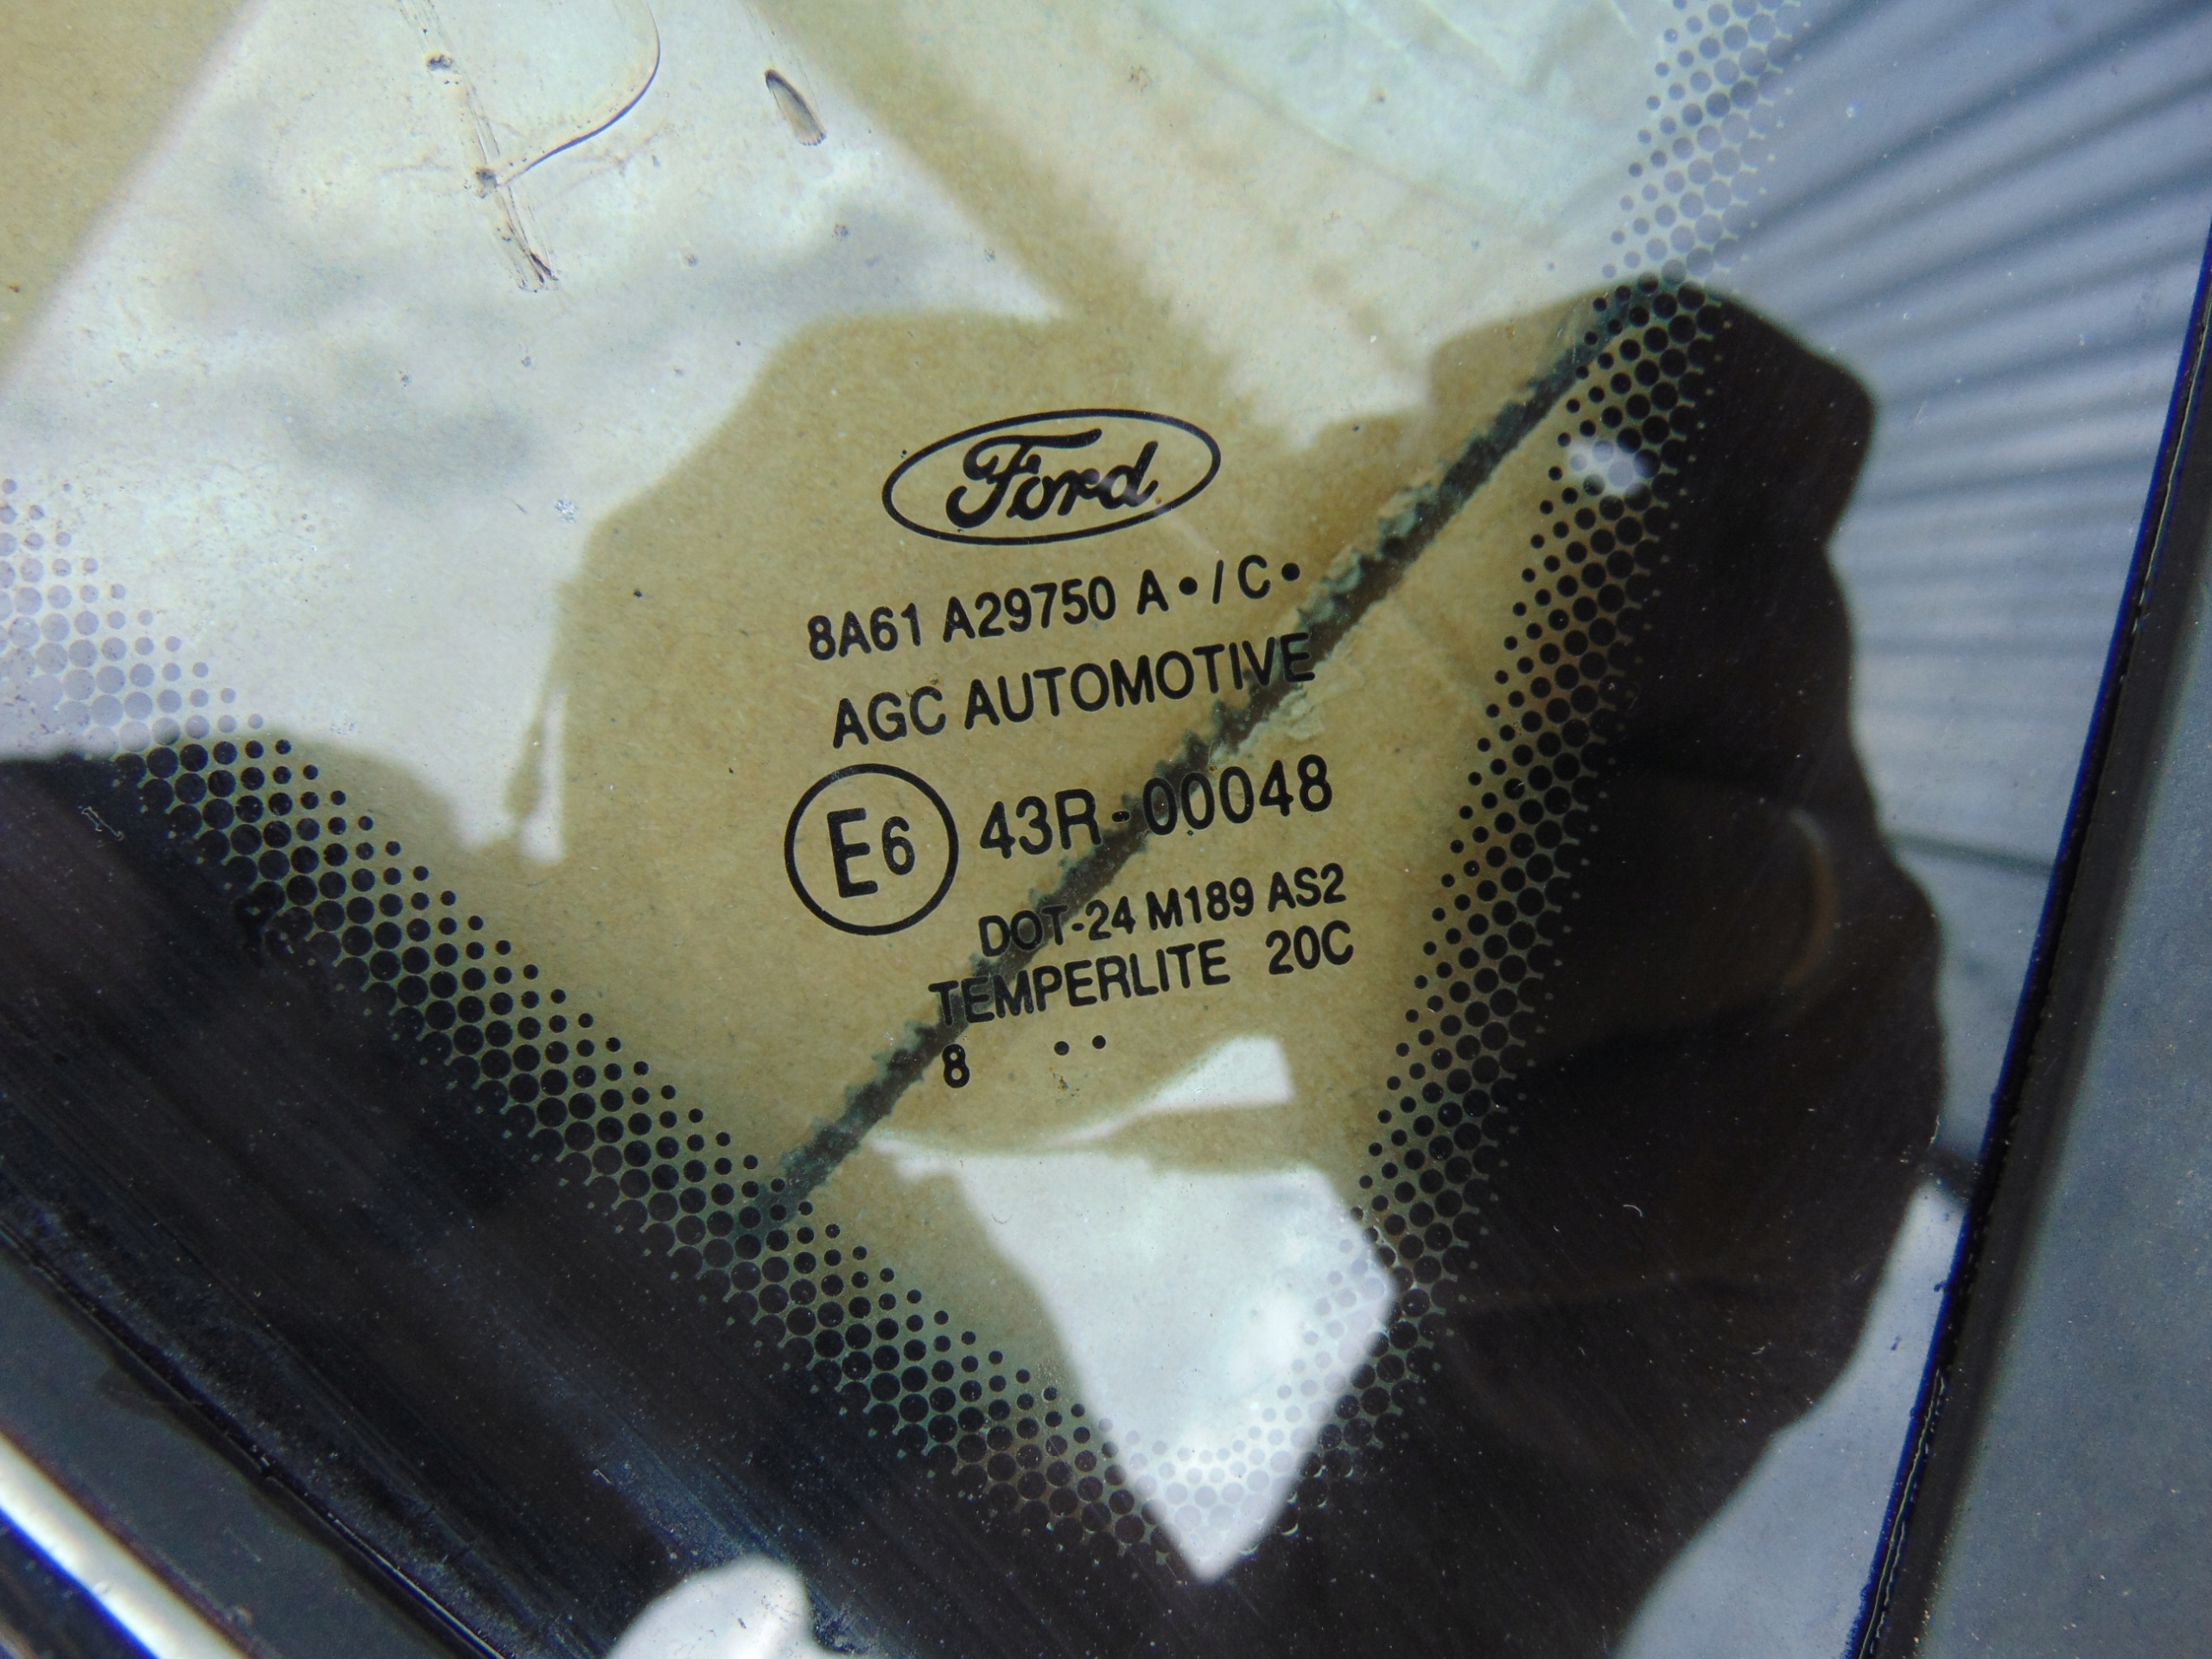 Ford
8A61 A29750 A•/C•
AGC AUTOMOTIVE
E6 43R-00048
DOT-24 M189 AS2
TEMPERLITE 20C
8 ••